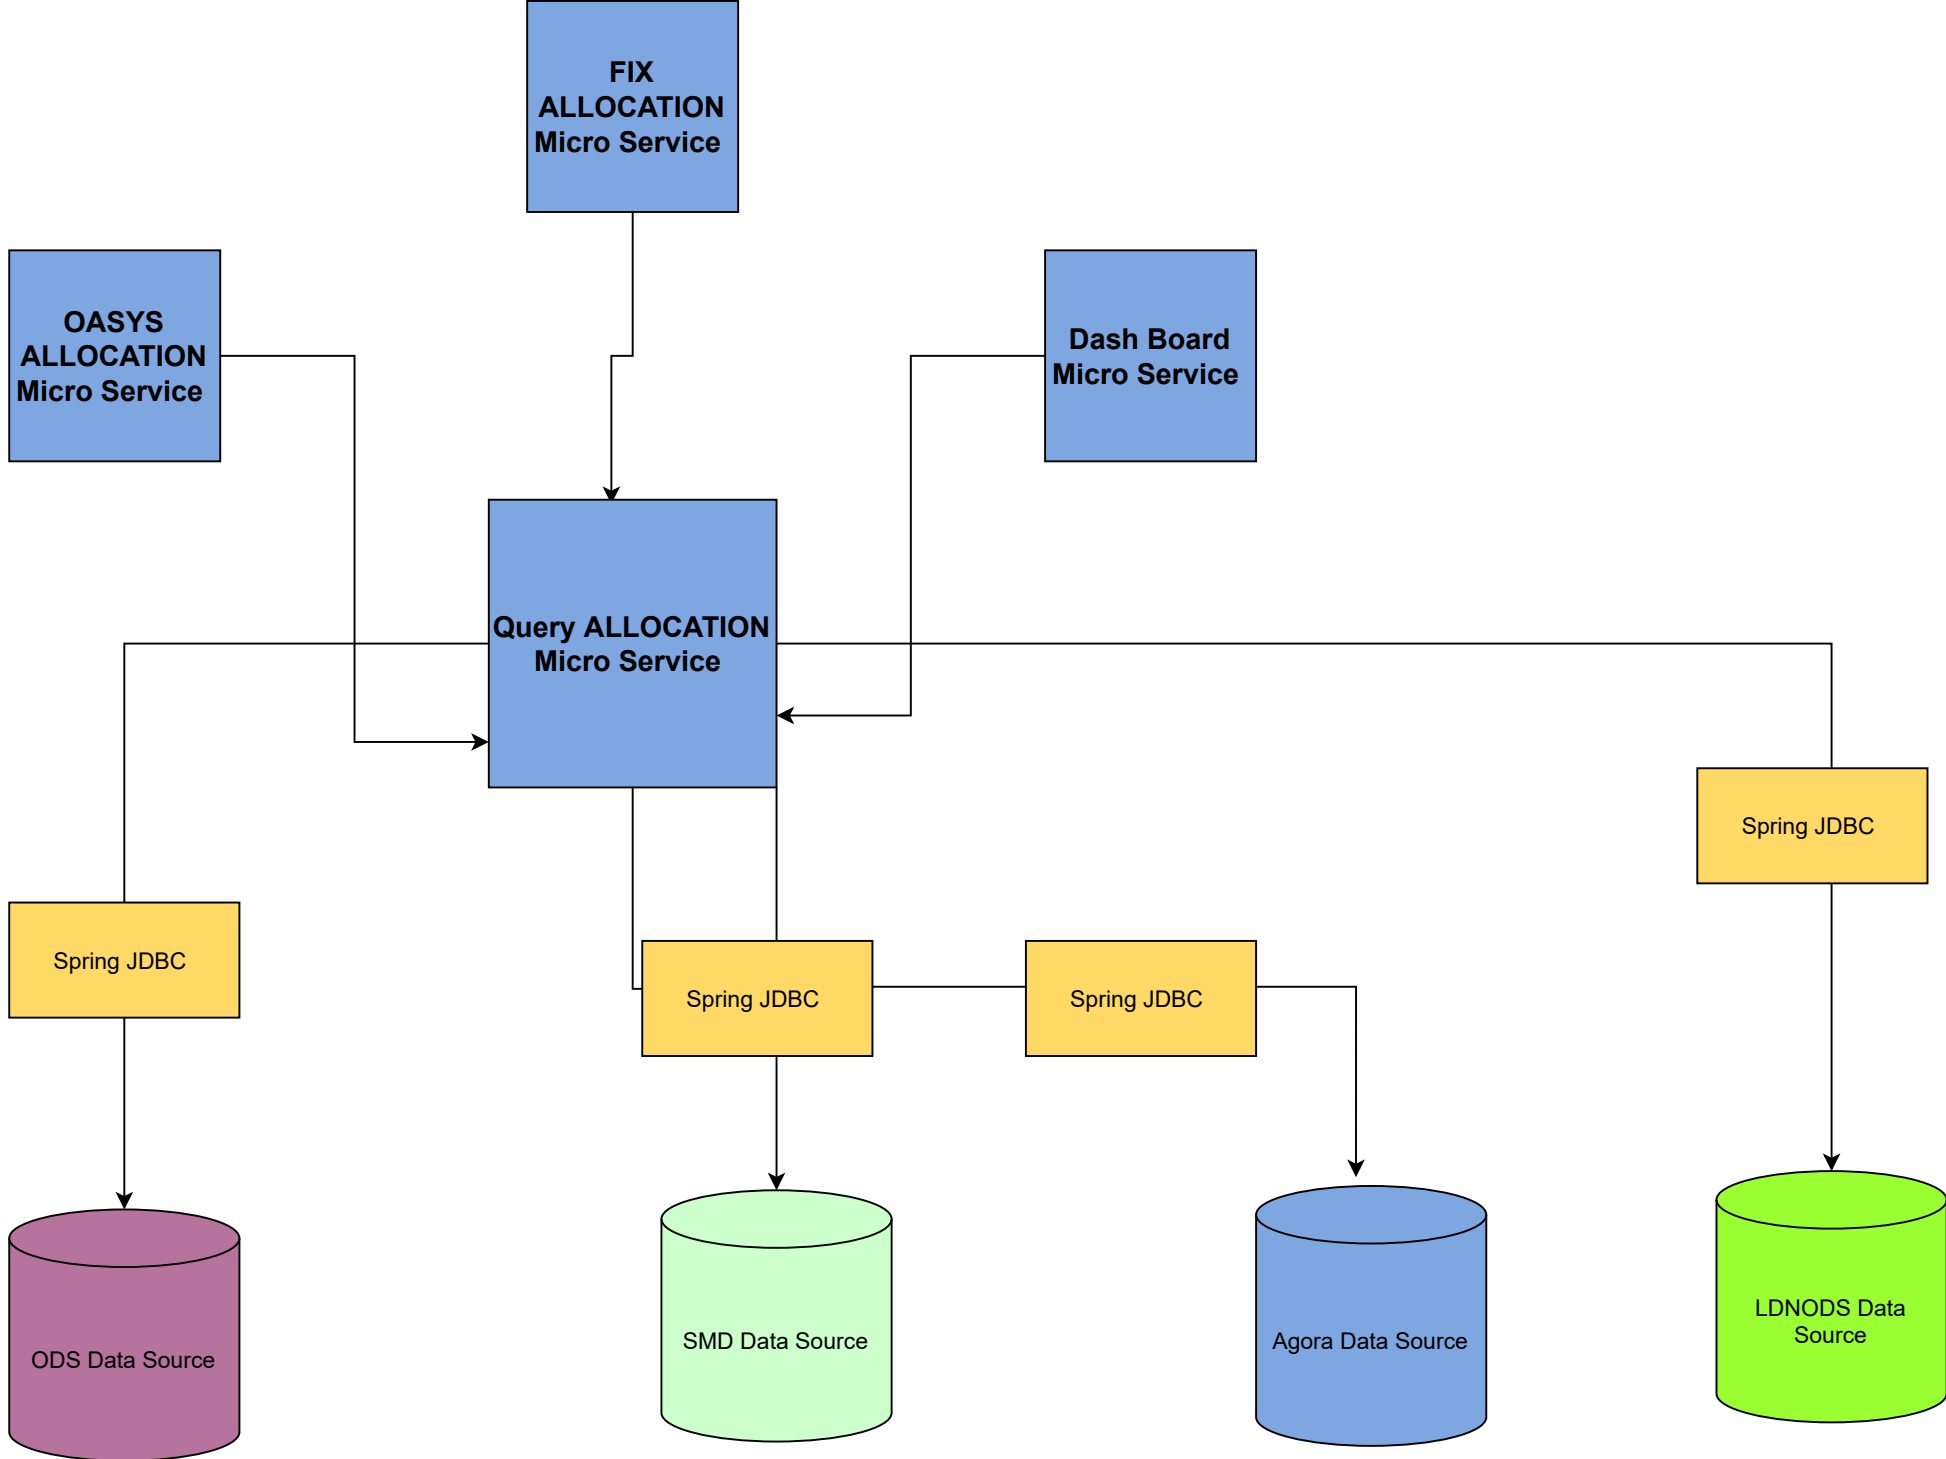 FIX
ALLOCATION
Micro Service
OASYS
ALLOCATION
Micro Service
Dash Board
Micro Service
Query ALLOCATION
Micro Service
Spring JDBC
Spring JDBC
Spring JDBC
Spring JDBC
ODS Data Source
SMD Data Source
Agora Data Source
LDNODS Data
Source